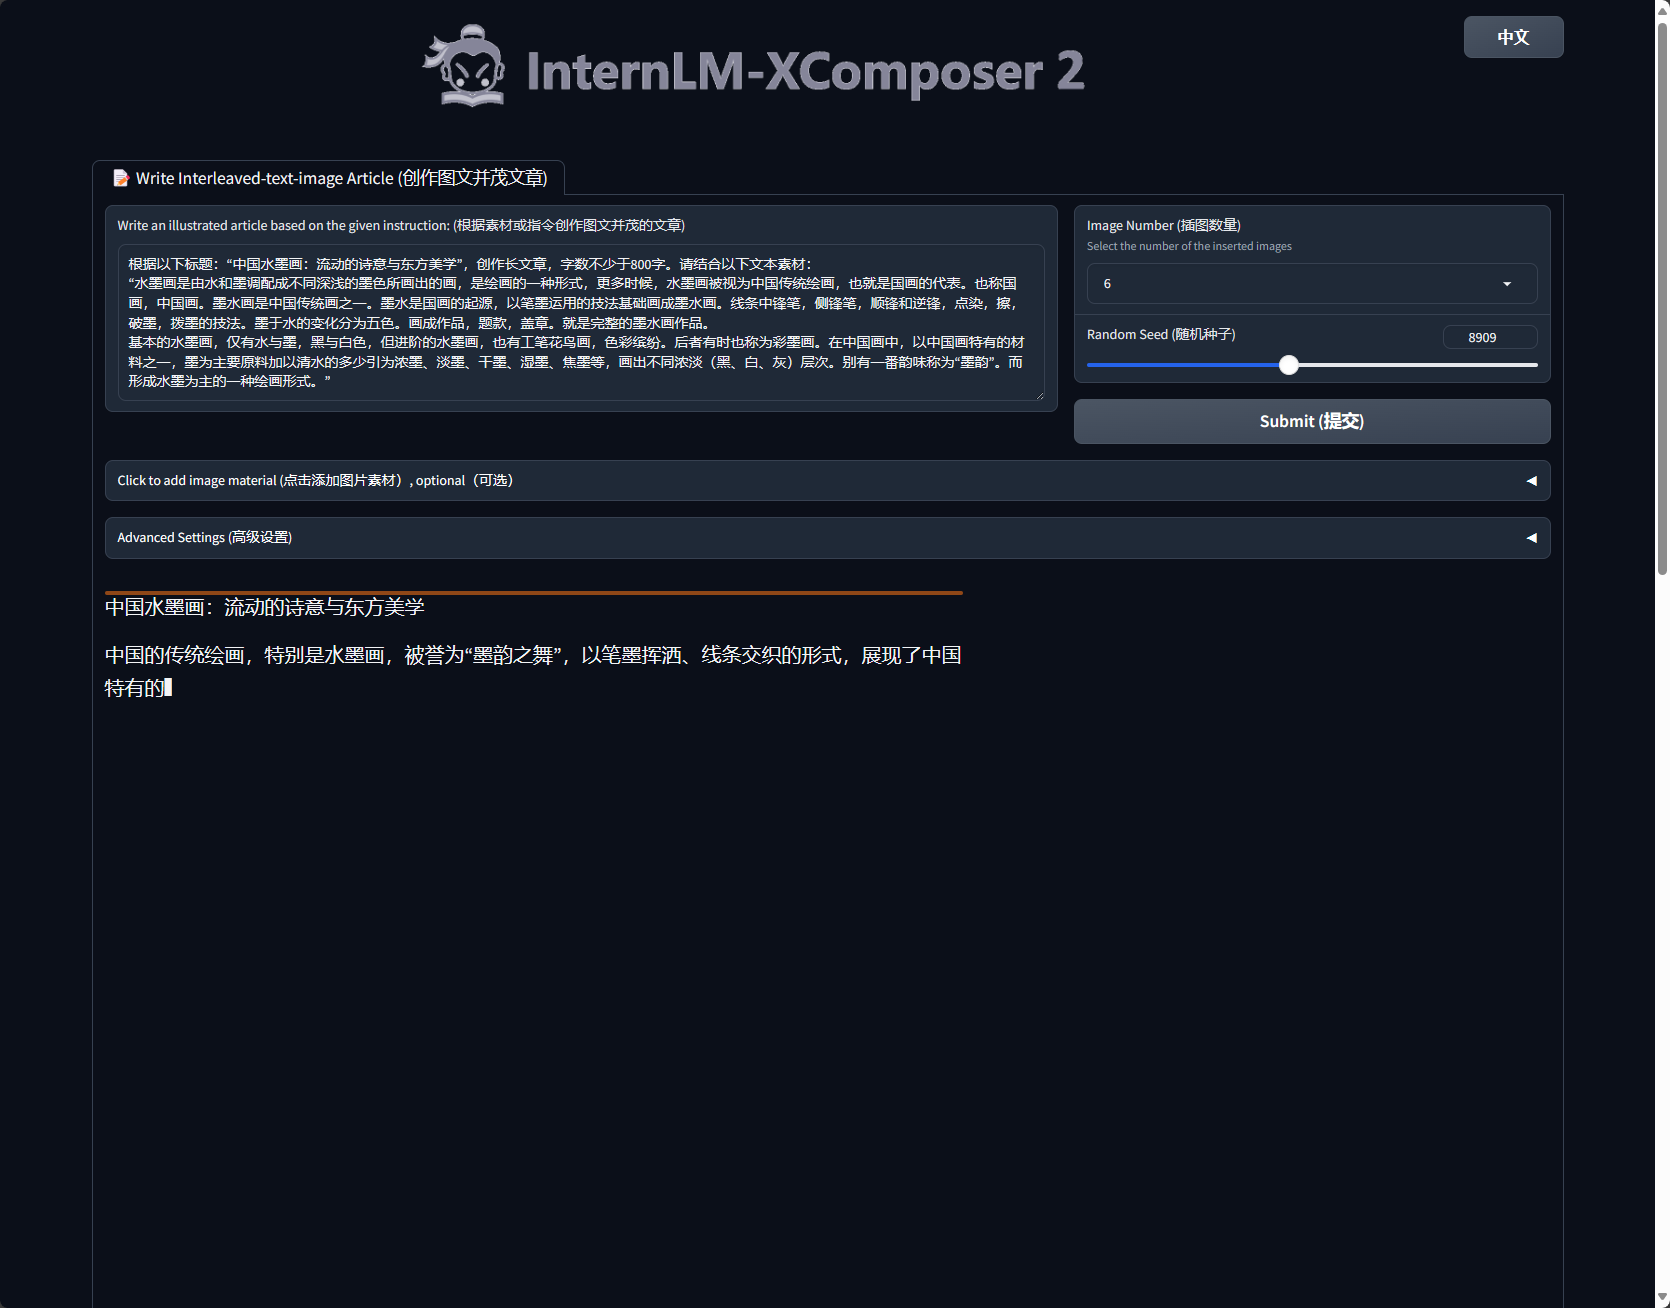 InternLM-XComposer 2
中文
Write Interleaved-text-image Article (创作图文并茂文章)
Write an illustrated article based on the given instruction: (根据素材或指令创作图文并茂的文章)
根据以下标题：“中国水墨画：流动的诗意与东方美学”，创作长文章，字数不少于800字。请结合以下文本素材：
“水墨画是由水和墨调配成不同深浅的墨色所画出的画，是绘画的一种形式，更多时候，水墨画被视为中国传统绘画，也就是国画的代表。也称国
画，中国画。墨水画是中国传统画之一。墨水是国画的起源，以笔墨运用的技法基础画成墨水画。线条中锋笔，侧锋笔，顺锋和逆锋，点染，擦，
破墨，拨墨的技法。墨于水的变化分为五色。画成作品，题款，盖章。就是完整的墨水画作品。
基本的水墨画，仅有水与墨，黑与白色，但进阶的水墨画，也有工笔花鸟画，色彩缤纷。后者有时也称为彩墨画。在中国画中，以中国画特有的材
料之一，墨为主要原料加以清水的多少引为浓墨、淡墨、干墨、湿墨、焦墨等，画出不同浓淡（黑、白、灰）层次。别有一番韵味称为“墨韵”。而
形成水墨为主的一种绘画形式。”
Image Number (插图数量)
Select the number of the inserted images
6
Random Seed (随机种子)
8909
Submit (提交)
Click to add image material (点击添加图片素材）, optional（可选）
Advanced Settings (高级设置)
中国水墨画：流动的诗意与东方美学
中国的传统绘画，特别是水墨画，被誉为“墨韵之舞”，以笔墨挥洒、线条交织的形式，展现了中国
特有的